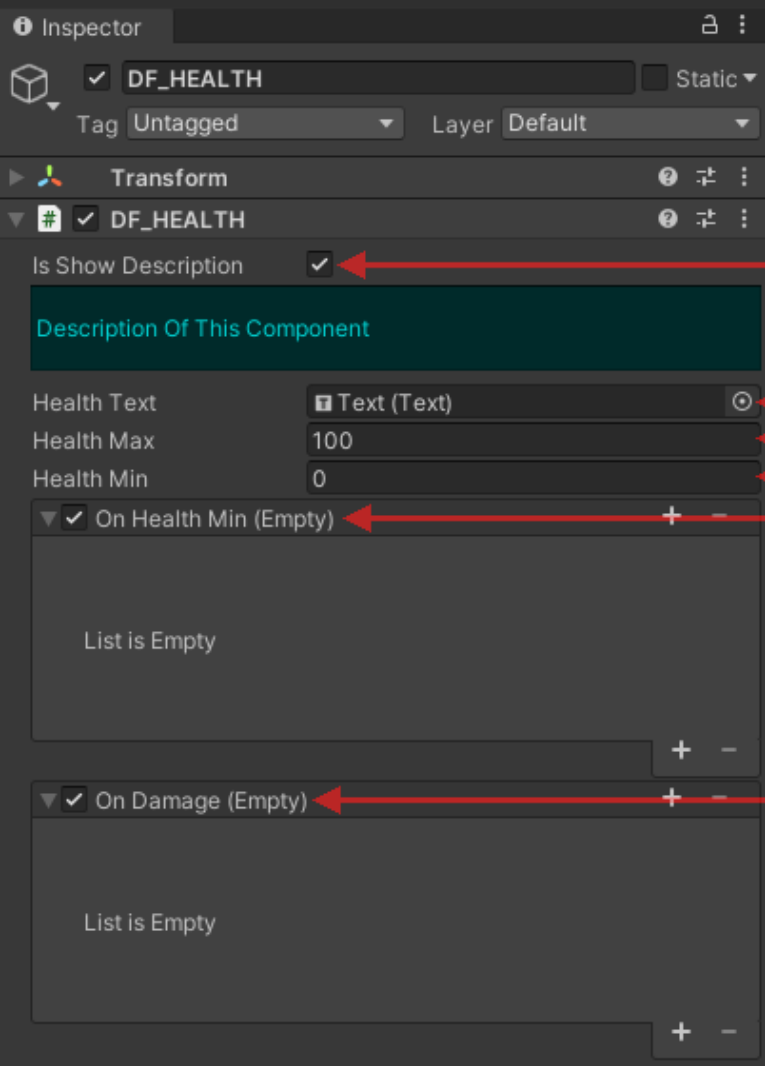 Inspector
DF_HEALTH Static
Tag Untagged Layer Default
Transform
# DF_HEALTH
Is Show Description
Description Of This Component
Health Text T Text (Text)
Health Max 100
Health Min 0
On Health Min (Empty) + −
List is Empty
+ −
On Damage (Empty) + −
List is Empty
+ −